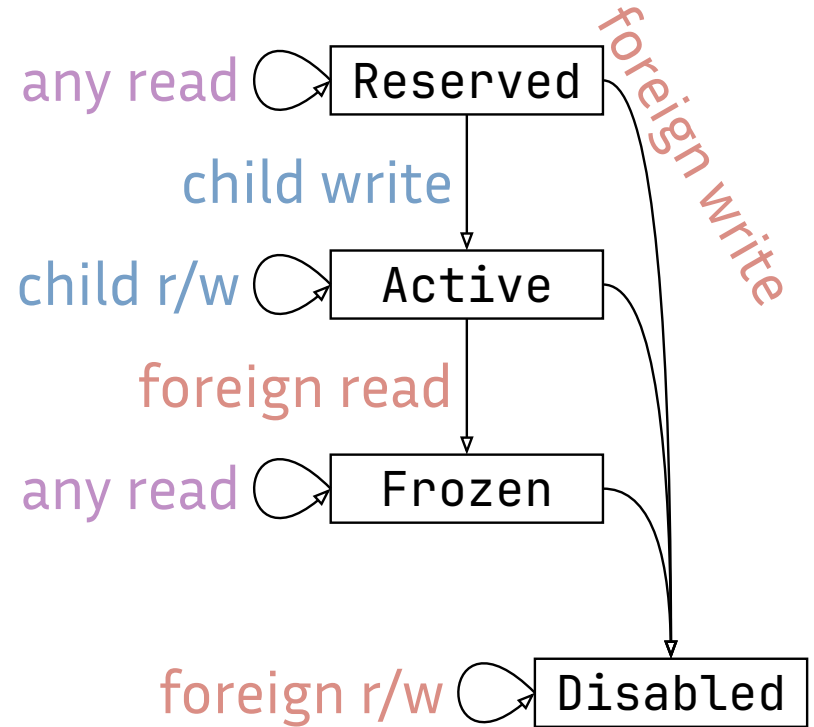 any read
Reserved
foreign write
child write
child r/w
Active
foreign read
any read
Frozen
foreign r/w
Disabled